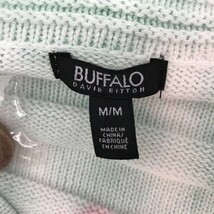 BUFFALO
DAVID BITTON
M/M
MADE IN
CHINA/
FABRIQUÉ
EN CHINE